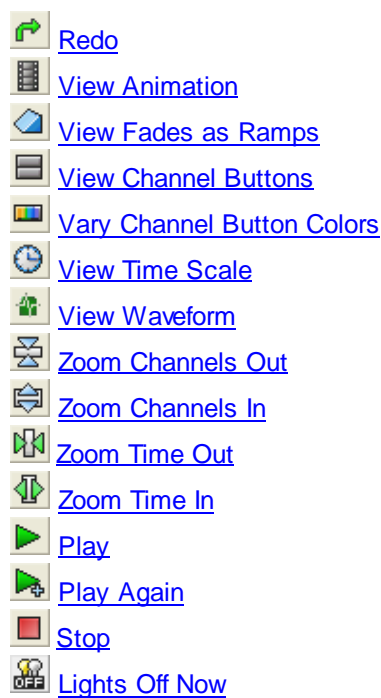 Redo
View Animation
View Fades as Ramps
View Channel Buttons
Vary Channel Button Colors
View Time Scale
View Waveform
Zoom Channels Out
Zoom Channels In
Zoom Time Out
Zoom Time In
Play
Play Again
Stop
OFF Lights Off Now